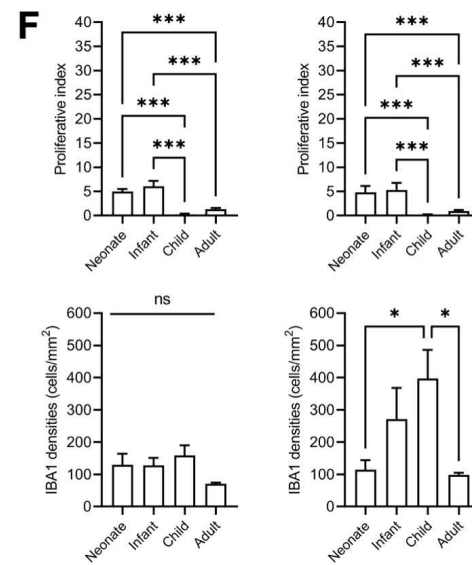 F
***
***
***
***
Proliferative index
40
35
30
25
20
15
10
5
0
Neonate
Infant
Child
Adult
***
***
***
***
Proliferative index
40
35
30
25
20
15
10
5
0
Neonate
Infant
Child
Adult
ns
IBA1 densities (cells/mm²)
600
500
400
300
200
100
0
Neonate
Infant
Child
Adult
*
*
IBA1 densities (cells/mm²)
600
500
400
300
200
100
0
Neonate
Infant
Child
Adult